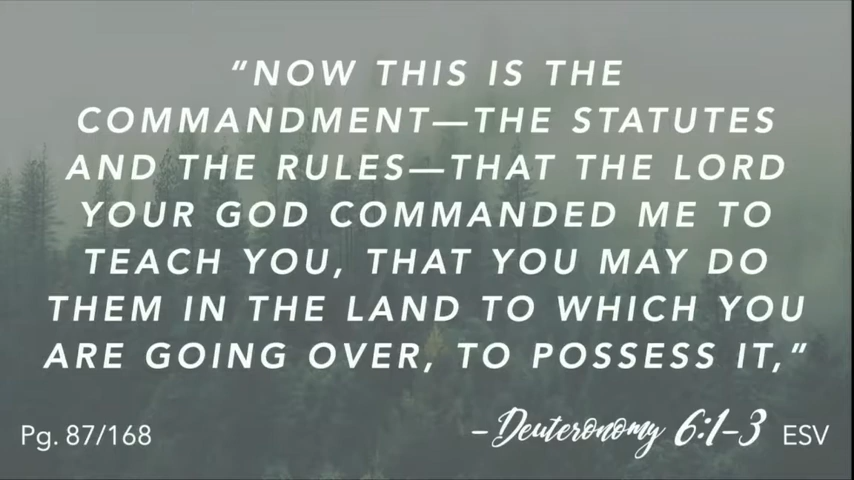 “NOW THIS IS THE
COMMANDMENT—THE STATUTES
AND THE RULES—THAT THE LORD
YOUR GOD COMMANDED ME TO
TEACH YOU, THAT YOU MAY DO
THEM IN THE LAND TO WHICH YOU
ARE GOING OVER, TO POSSESS IT,”
Pg. 87/168 – Deuteronomy 6:1–3 ESV